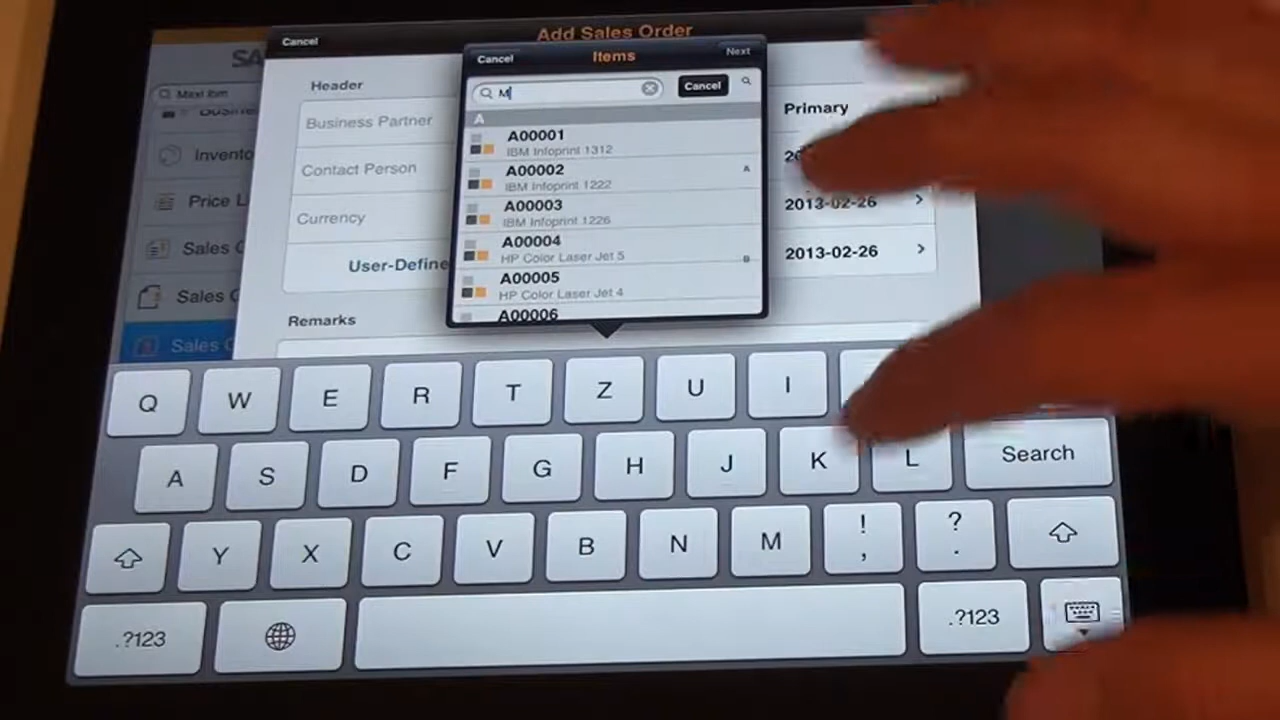 Add Sales Order
Cancel
SA
Cancel
Items
Next
Maxi Ibm
Header
M
Cancel
Primary
A
Business Partner
A00001
IBM Infoprint 1312
Invento
Contact Person
A00002
IBM Infoprint 1222
A
Price L
Currency
A00003
IBM Infoprint 1226
2013-02-26
Sales O
User-Define
A00004
HP Color Laser Jet 5
B
2013-02-26
A00005
HP Color Laser Jet 4
Sales O
Remarks
A00006
Sales O
Q W E R T Z U I
A S D F G H J K L Search
Y X C V B N M ! , ? .
.?123 .?123